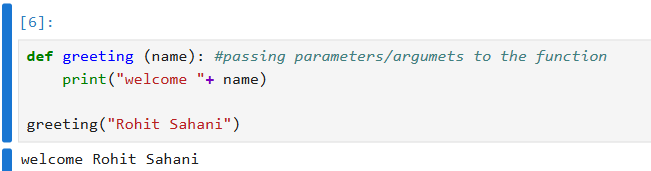 [6]:
def greeting (name): #passing parameters/argumets to the function
    print("welcome "+ name)
greeting("Rohit Sahani")
welcome Rohit Sahani